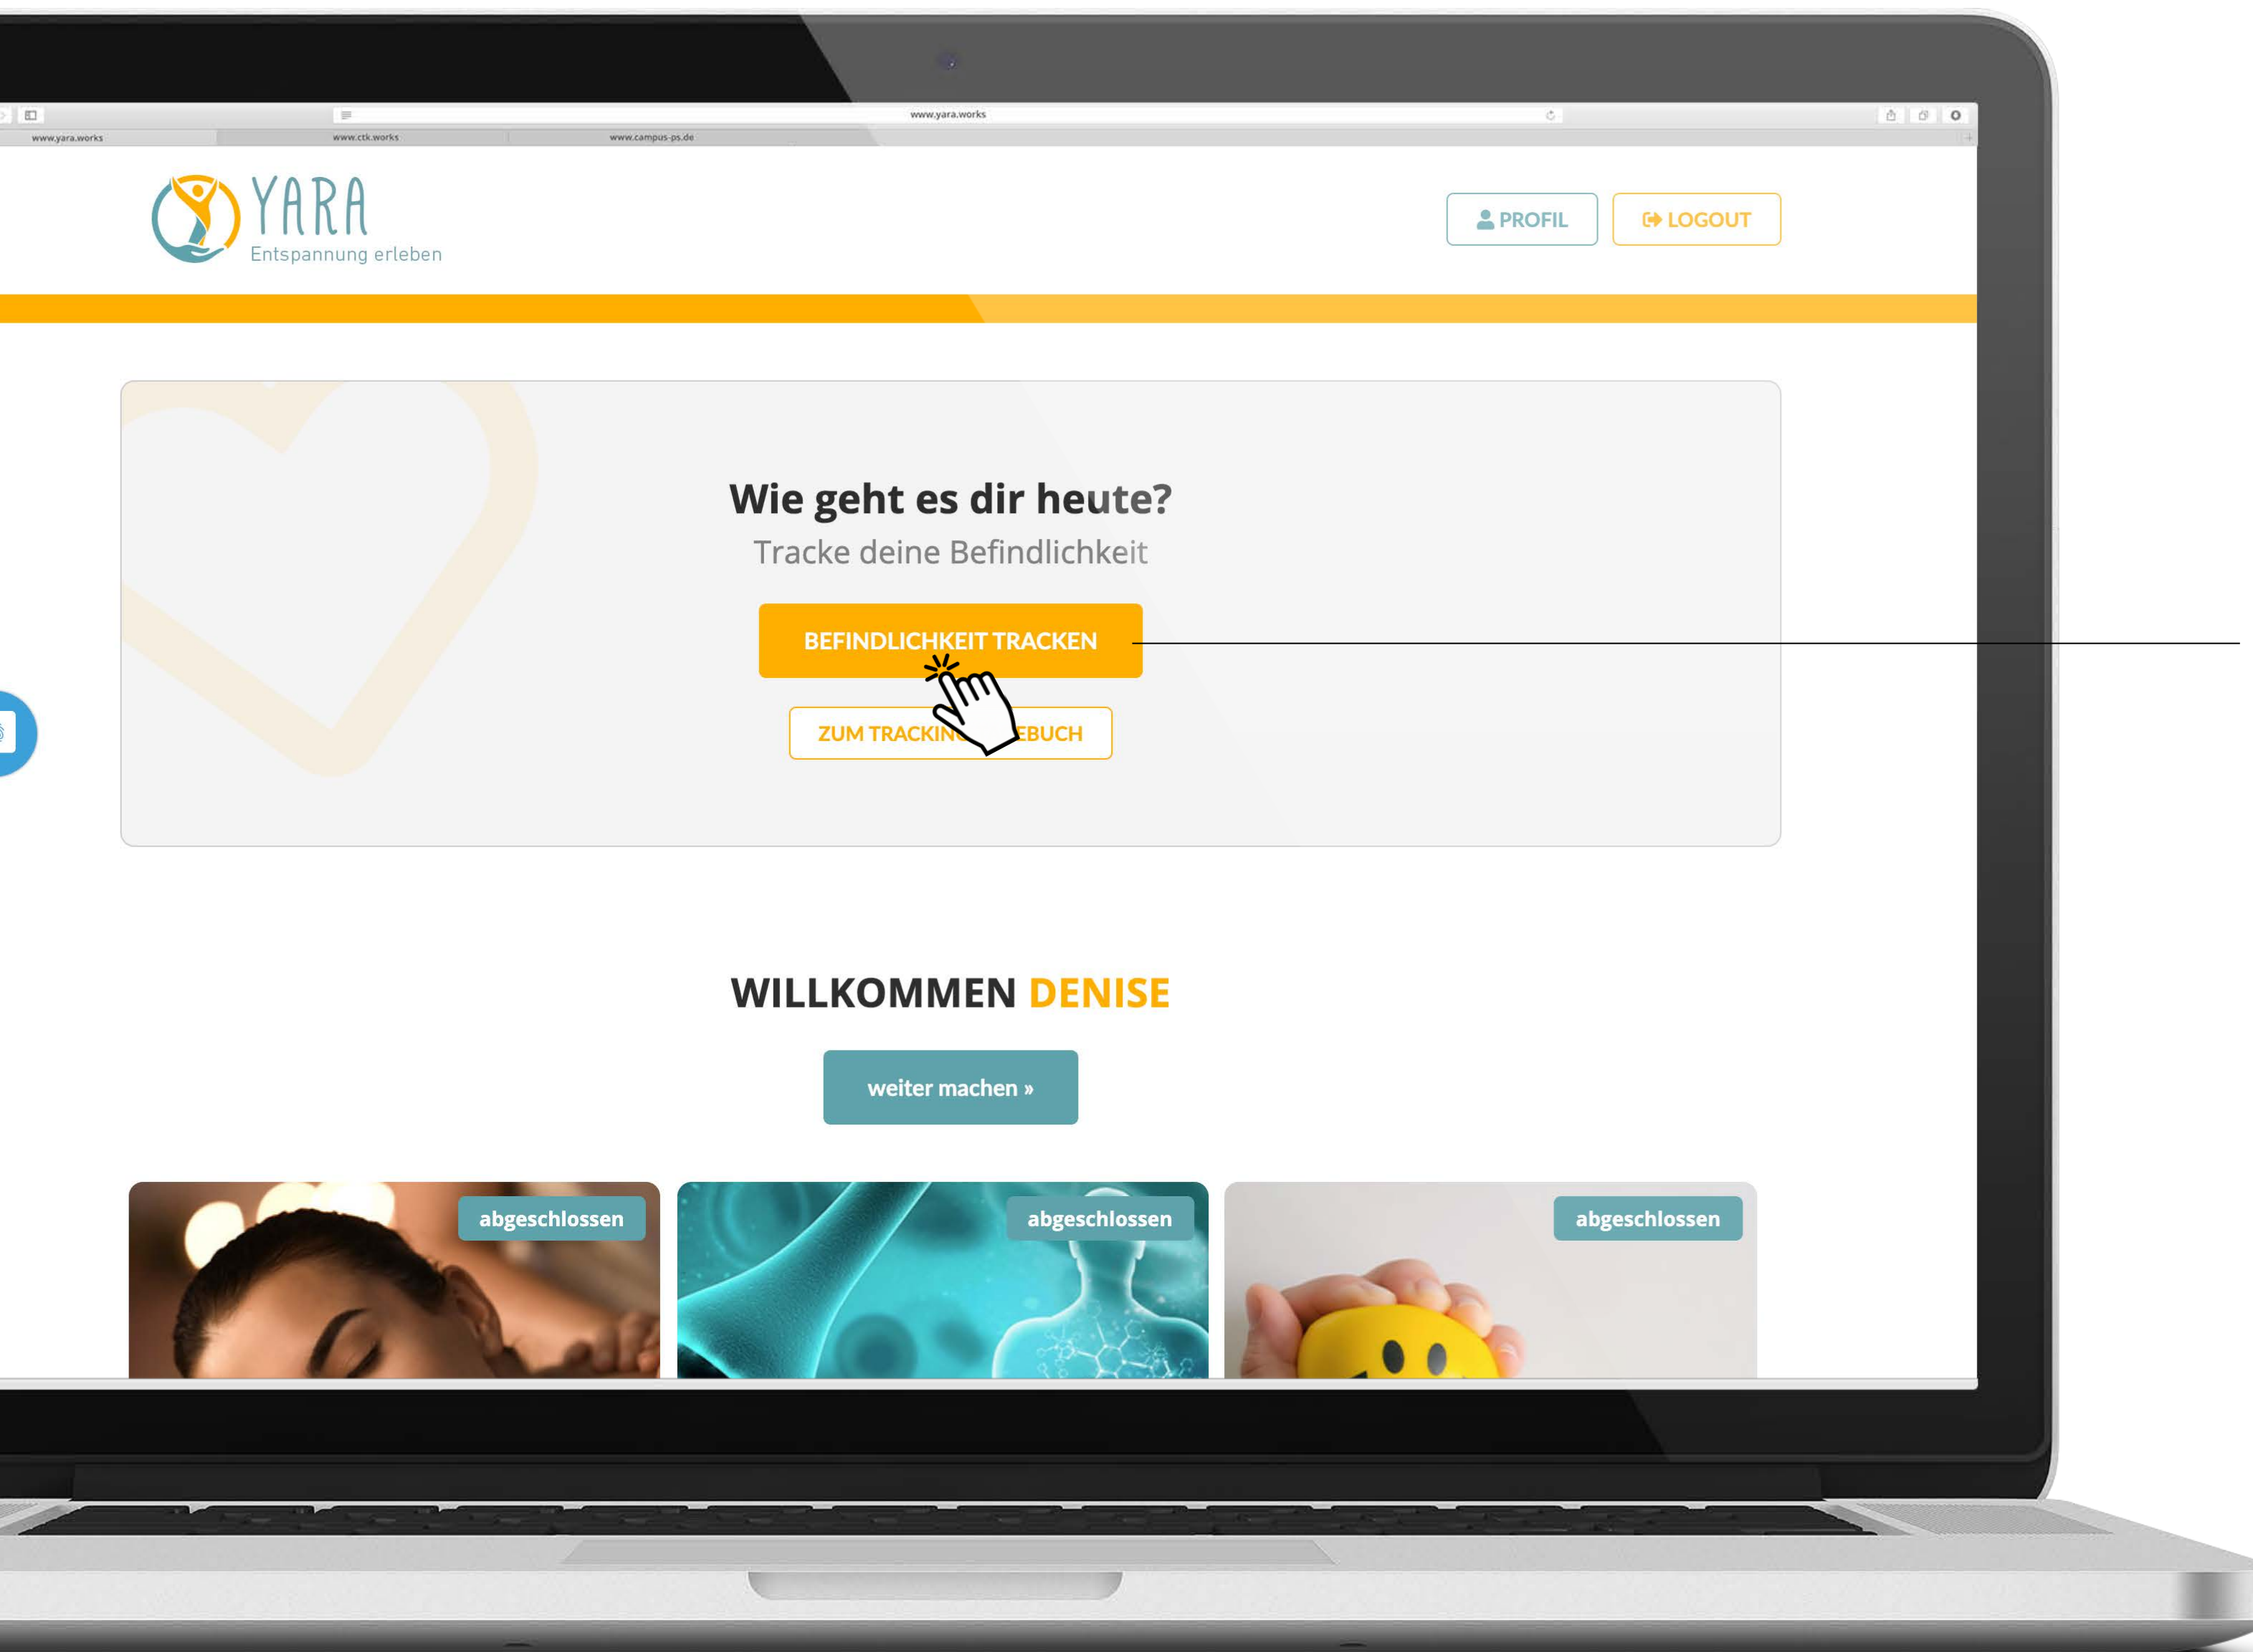 www.yara.works
www.yara.works
www.ctk.works
www.campus-ps.de
YARA
Entspannung erleben
PROFIL
LOGOUT
Wie geht es dir heute?
Tracke deine Befindlichkeit
BEFINDLICHKEIT TRACKEN
ZUM
WILLKOMMEN DENISE
weiter machen »
abgeschlossen
abgeschlossen
abgeschlossen